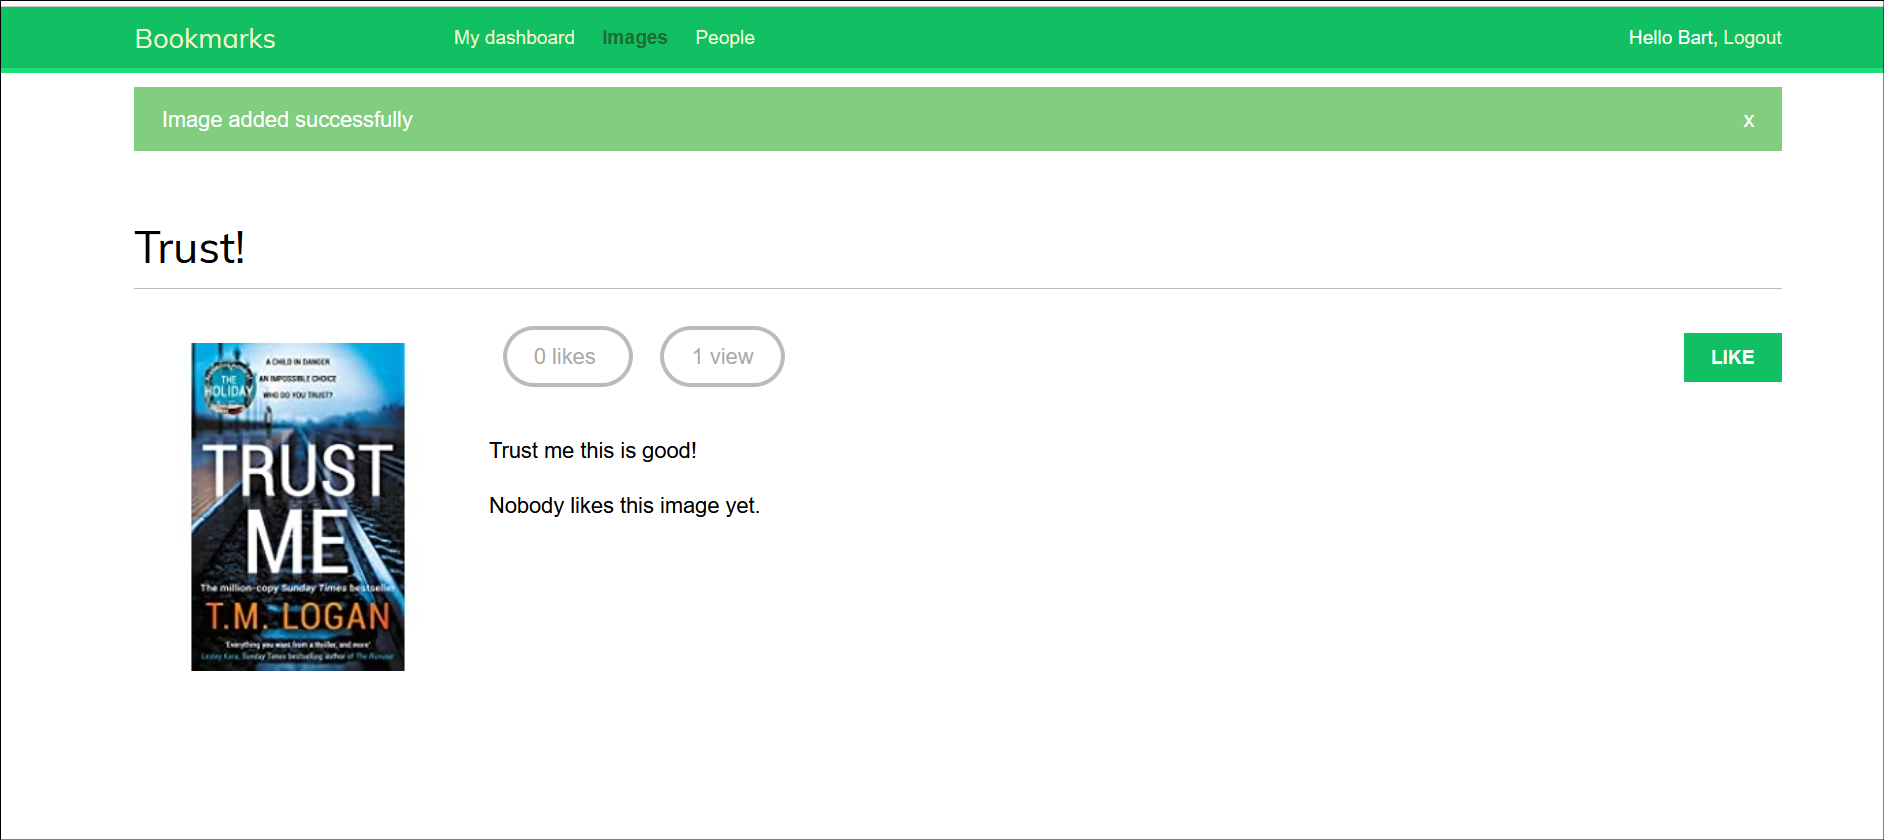 Bookmarks My dashboard Images People Hello Bart, Logout
Image added successfully x
Trust!
0 likes 1 view LIKE
A CHILD IN DANGER
AN IMPOSSIBLE CHOICE
WHO DO YOU TRUST?
THE
HOLIDAY
TRUST
ME
The million-copy Sunday Times bestseller
T.M. LOGAN
'Everything you want from a thriller, and more'
Lesley Kara, Sunday Times bestselling author of The Rumour
Trust me this is good!
Nobody likes this image yet.